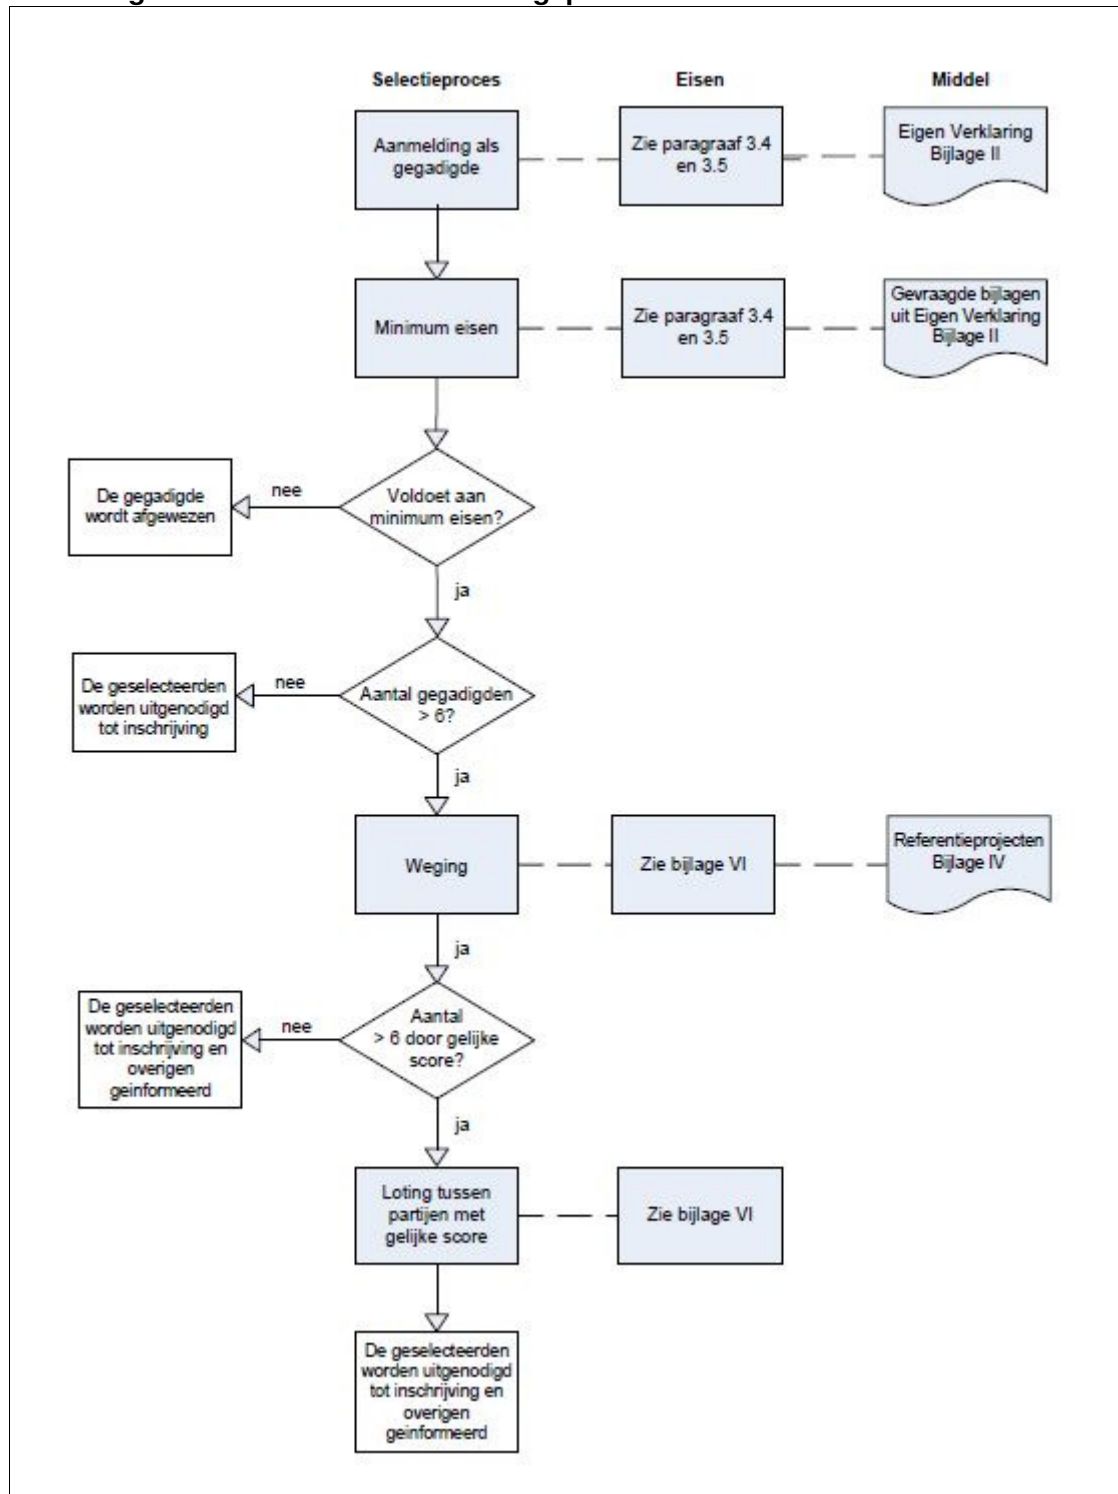 Selectieproces
Eisen
Middel
Aanmelding als
gegadigde
Zie paragraaf 3.4
en 3.5
Eigen Verklaring
Bijlage II
Minimum eisen
Zie paragraaf 3.4
en 3.5
Gevraagde bijlagen
uit Eigen Verklaring
Bijlage II
Voldoet aan
minimum eisen?
nee
De gegadigde
wordt afgewezen
ja
Aantal gegadigden
> 6?
nee
De geselecteerden
worden uitgenodigd
tot inschrijving
ja
Weging
Zie bijlage VI
Referentieprojecten
Bijlage IV
ja
Aantal
> 6 door gelijke
score?
nee
De geselecteerden
worden uitgenodigd
tot inschrijving en
overigen
geinformeerd
ja
Loting tussen
partijen met
gelijke score
Zie bijlage VI
De geselecteerden
worden uitgenodigd
tot inschrijving en
overigen
geinformeerd